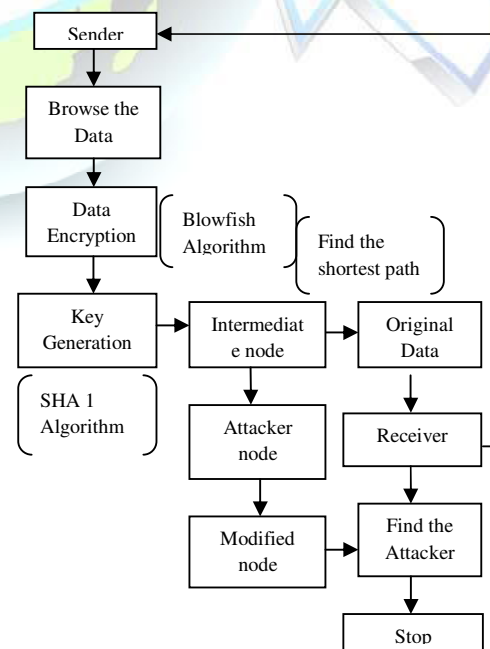 Sender
Browse the
Data
Data
Encryption
Blowfish
Algorithm
Find the
shortest path
Key
Generation
Intermediat
e node
Original
Data
SHA 1
Algorithm
Attacker
node
Receiver
Modified
node
Find the
Attacker
Stop